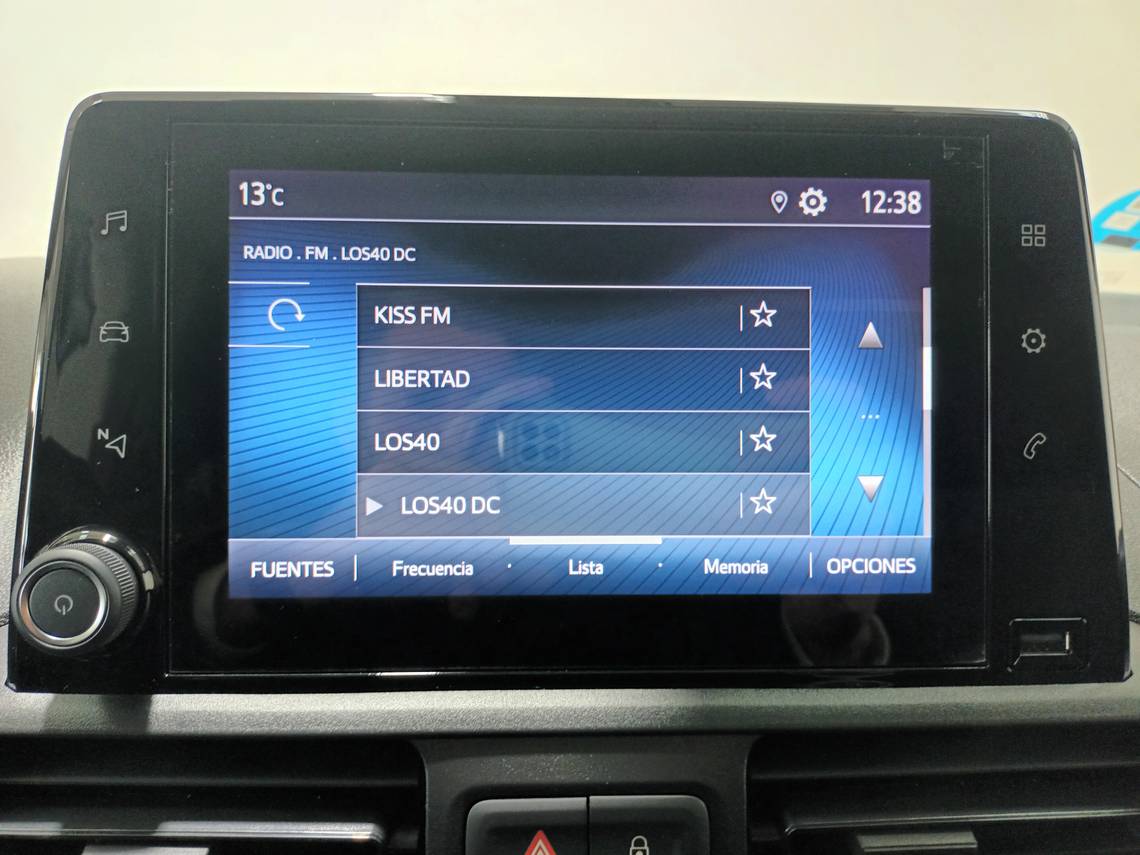 13°C
12:38
RADIO . FM . LOS40 DC
KISS FM
LIBERTAD
LOS40
LOS40 DC
FUENTES
Frecuencia
Lista
Memoria
OPCIONES
N